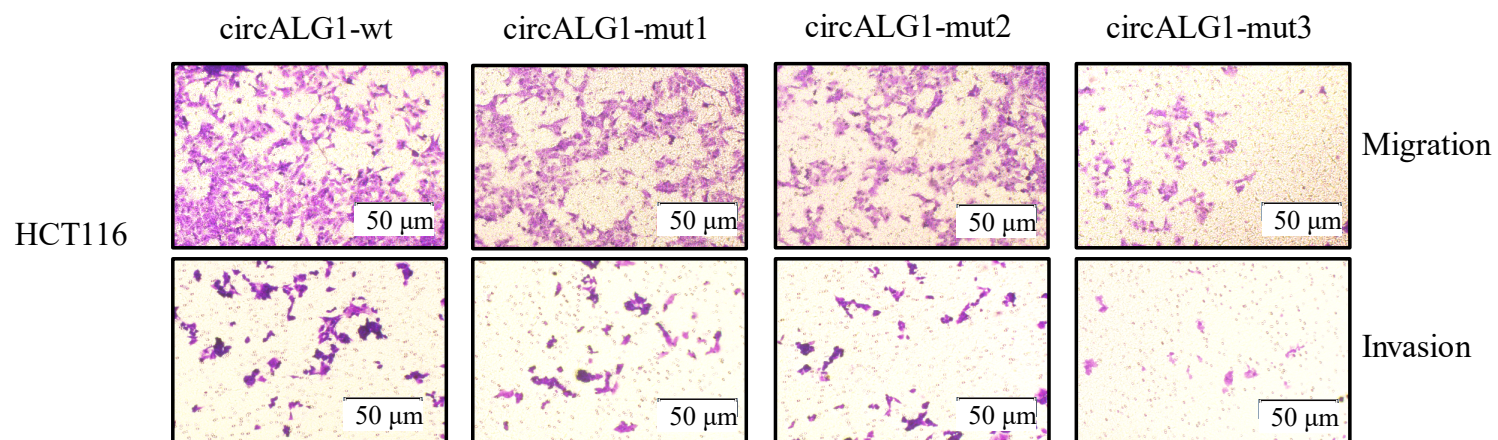 circALG1-wt
circALG1-mut1
circALG1-mut2
circALG1-mut3
50 μm
50 μm
50 μm
50 μm
Migration
HCT116
50 μm
50 μm
50 μm
50 μm
Invasion